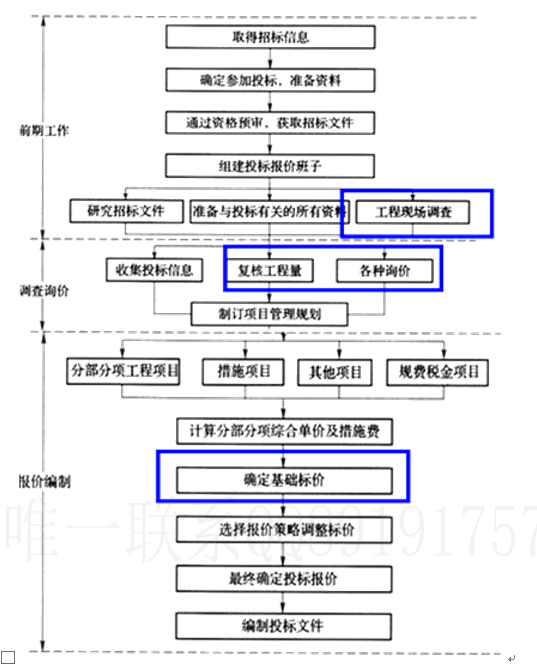 取得招标信息
确定参加投标、准备资料
通过资格预审、获取招标文件
前期工作
组建投标报价班子
研究招标文件 准备与投标有关的所有资料 工程现场调查
收集投标信息 复核工程量 各种询价
调查询价
制订项目管理规划
分部分项工程项目 措施项目 其他项目 规费税金项目
计算分部分项综合单价及措施费
报价编制
确定基础标价
选择报价策略调整标价
唯一联系QQ89191757
最终确定投标报价
编制投标文件